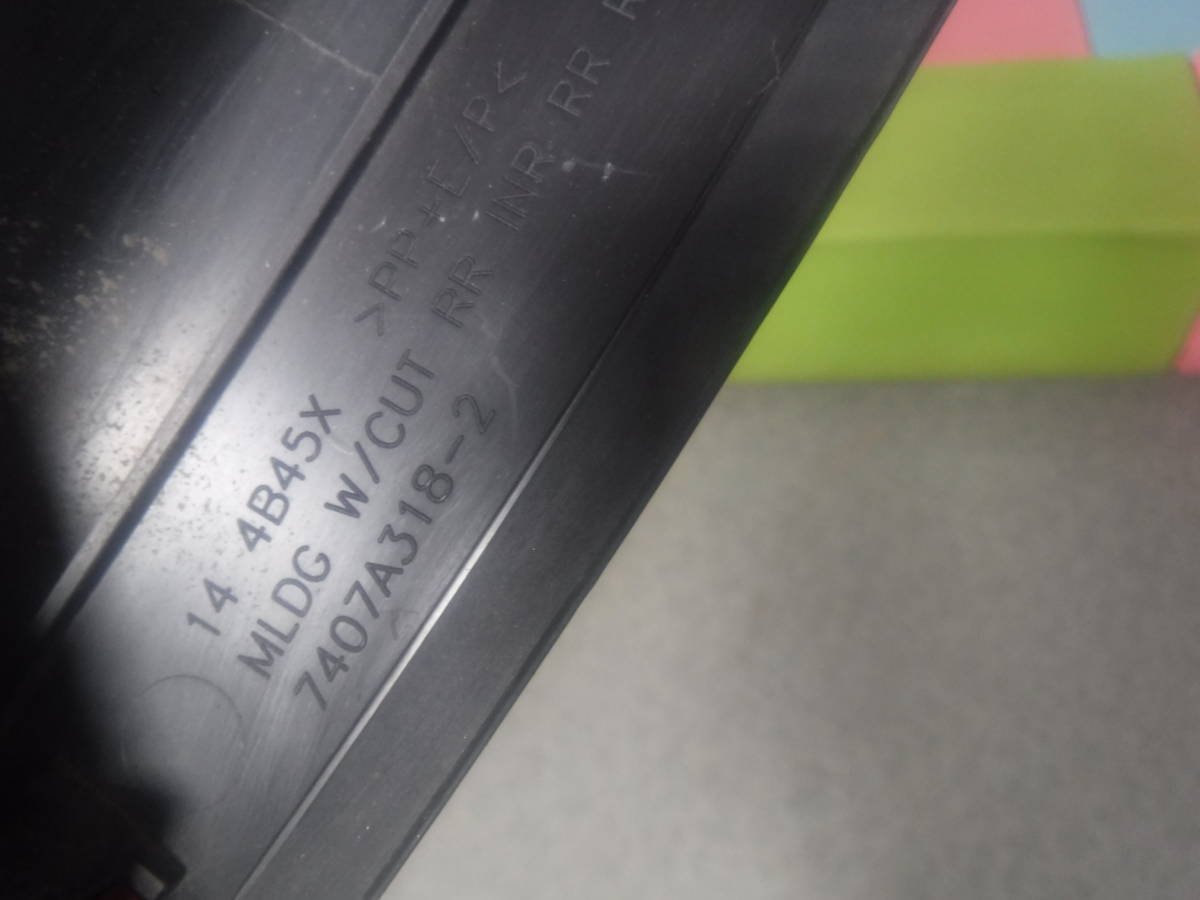 14 4B45X >PP+E/P<
MLDG W/CUT RR INR RR R
7407A318-2